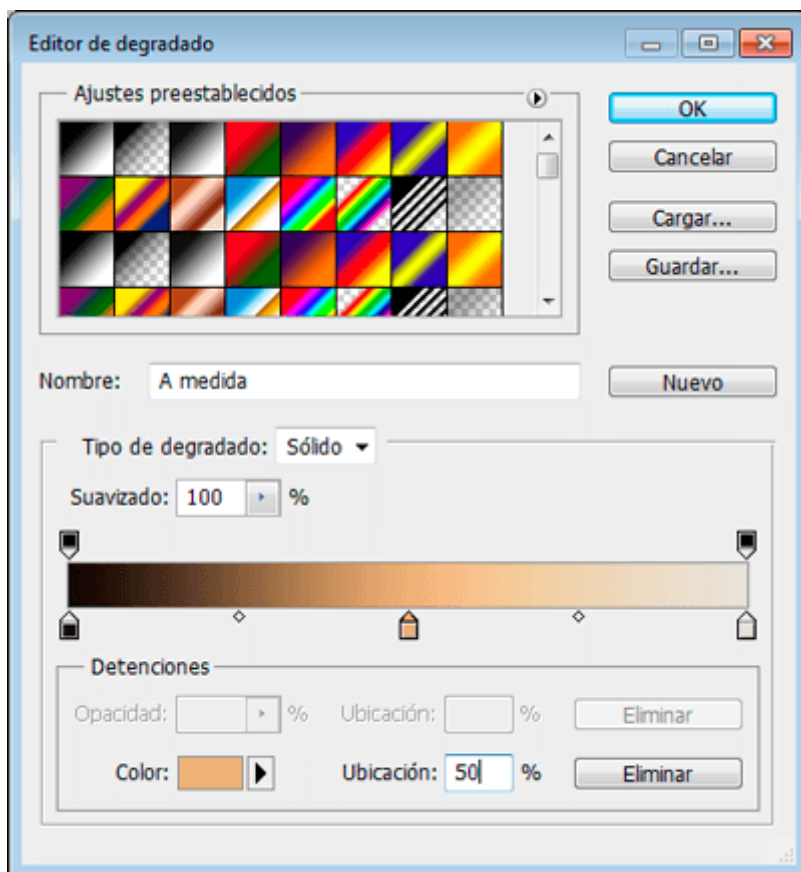 Editor de degradado
Ajustes preestablecidos
OK
Cancelar
Cargar...
Guardar...
Nombre: A medida
Nuevo
Tipo de degradado: Sólido
Suavizado: 100 %
Detenciones
Opacidad: % Ubicación: % Eliminar
Color: Ubicación: 50 % Eliminar